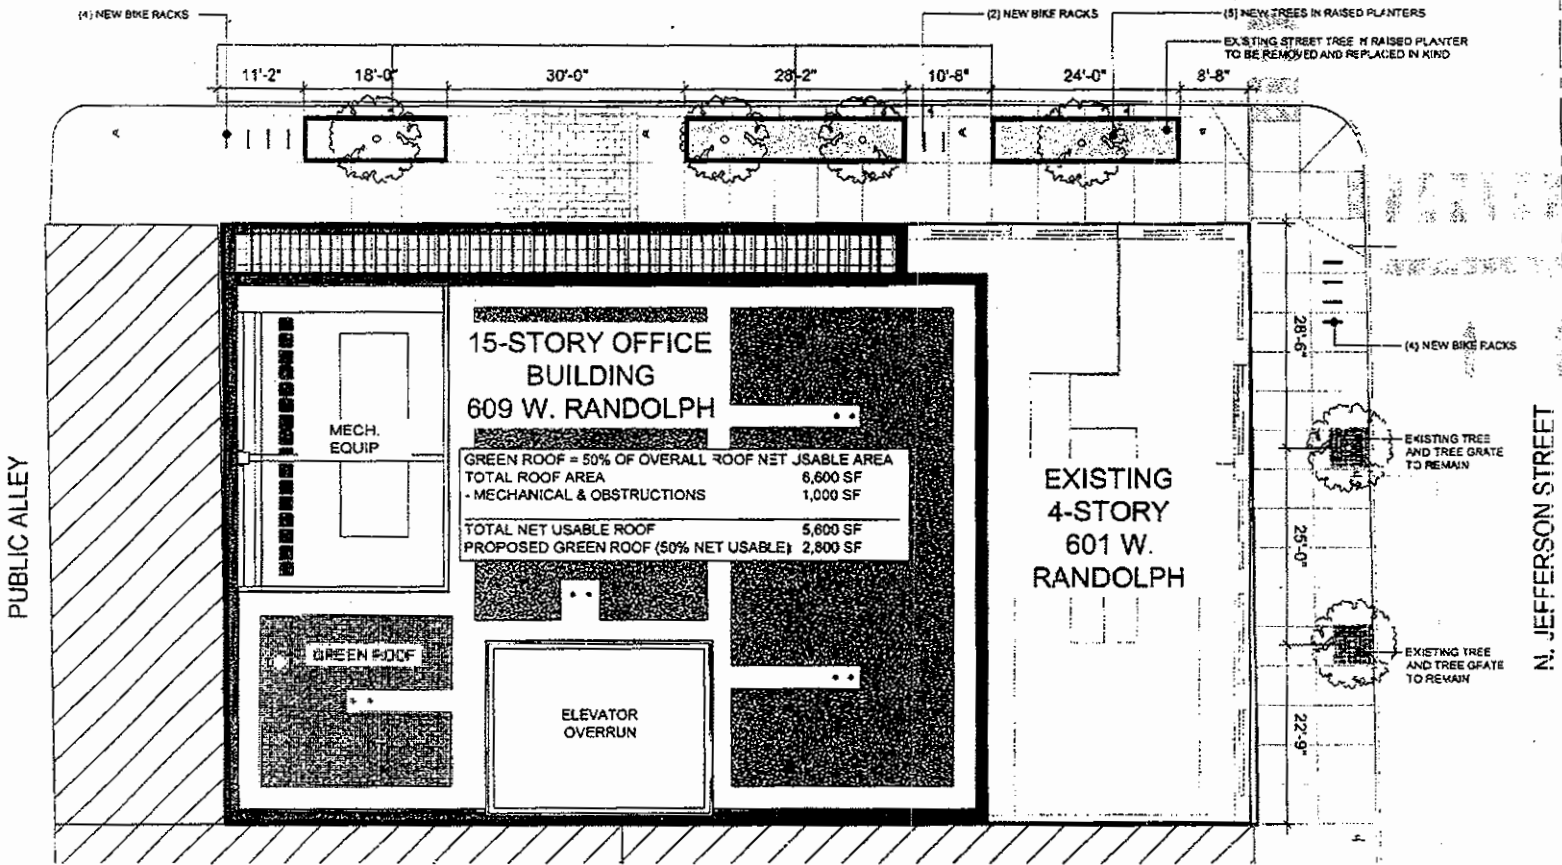 (4) NEW BIKE RACKS
(2) NEW BIKE RACKS
(5) NEW TREES IN RAISED PLANTERS
EXISTING STREET TREE IN RAISED PLANTER
TO BE REMOVED AND REPLACED IN KIND
11'-2"
18'-0"
30'-0"
28'-2"
10'-8"
24'-0"
8'-8"
28'-6"
(4) NEW BIKE RACKS
15-STORY OFFICE
BUILDING
609 W. RANDOLPH
MECH.
EQUIP
GREEN ROOF = 50% OF OVERALL ROOF NET USABLE AREA
TOTAL ROOF AREA 6,600 SF
- MECHANICAL & OBSTRUCTIONS 1,000 SF
TOTAL NET USABLE ROOF 5,600 SF
PROPOSED GREEN ROOF (50% NET USABLE) 2,800 SF
EXISTING
4-STORY
601 W.
RANDOLPH
EXISTING TREE
AND TREE GRATE
TO REMAIN
25'-0"
PUBLIC ALLEY
N. JEFFERSON STREET
GREEN ROOF
ELEVATOR
OVERRUN
EXISTING TREE
AND TREE GRATE
TO REMAIN
22'-9"